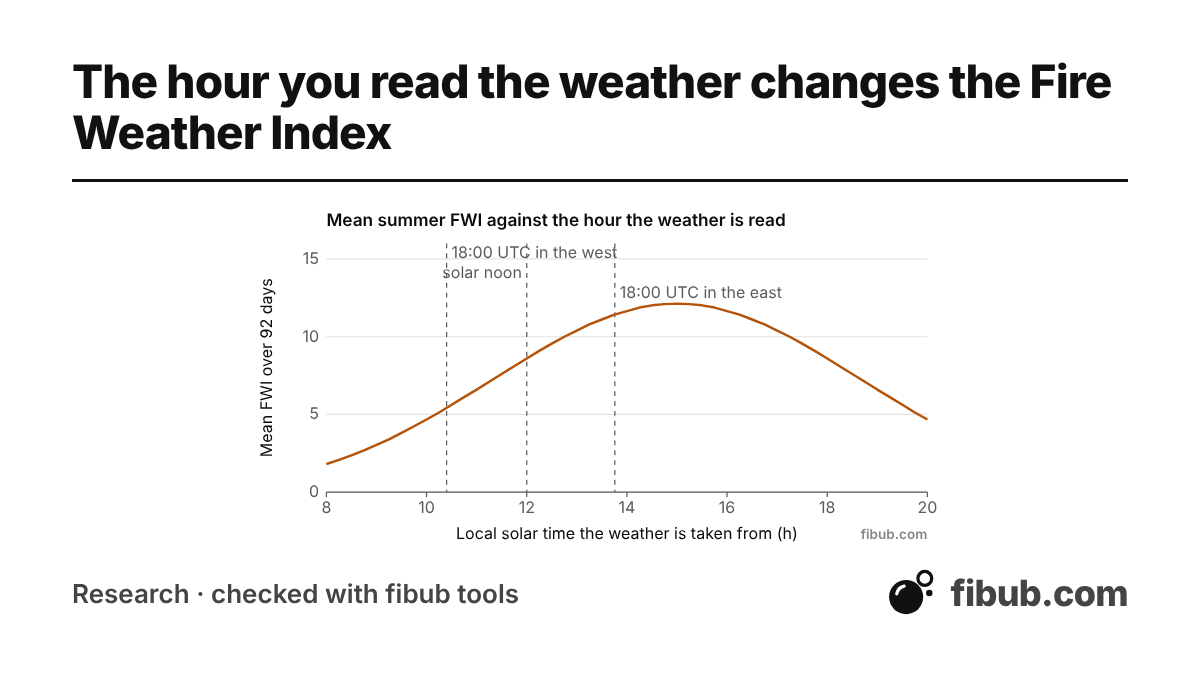 The hour you read the weather changes the Fire
Weather Index
Mean summer FWI against the hour the weather is read
18:00 UTC in the west
solar noon
18:00 UTC in the east
15
10
5
0
Mean FWI over 92 days
8 10 12 14 16 18 20
Local solar time the weather is taken from (h)
fibub.com
Research · checked with fibub tools
fibub.com